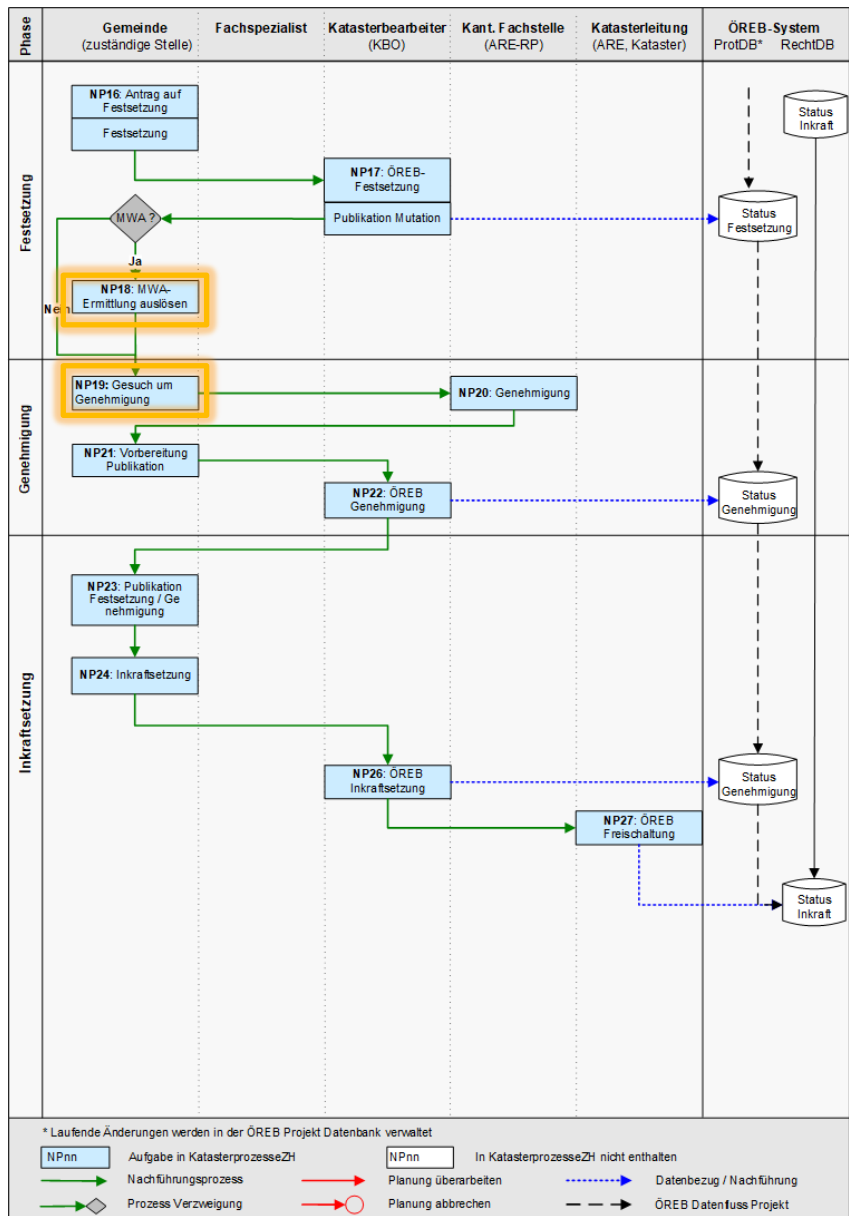 Phase
Gemeinde
(zuständige Stelle)
Fachspezialist
Katasterbearbeiter
(KBO)
Kant. Fachstelle
(ARE-RP)
Katasterleitung
(ARE, Kataster)
ÖREB-System
ProtDB* RechtDB
Festsetzung
NP16: Antrag auf
Festsetzung
Festsetzung
Status
Inkraft
NP17: ÖREB-
Festsetzung
Publikation Mutation
MWA ?
Status
Festsetzung
Ja
NP18: MWA-
Ermittlung auslösen
Nein
Genehmigung
NP19: Gesuch um
Genehmigung
NP20: Genehmigung
NP21: Vorbereitung
Publikation
NP22: ÖREB
Genehmigung
Status
Genehmigung
Inkraftsetzung
NP23: Publikation
Festsetzung / Ge
nehmigung
NP24: Inkraftsetzung
NP26: ÖREB
Inkraftsetzung
Status
Genehmigung
NP27: ÖREB
Freischaltung
Status
Inkraft
* Laufende Änderungen werden in der ÖREB Projekt Datenbank verwaltet
NPnn Aufgabe in KatasterprozesseZH NPnn In KatasterprozesseZH nicht enthalten
Nachführungsprozess Planung überarbeiten Datenbezug / Nachführung
Prozess Verzweigung Planung abbrechen ÖREB Datenfluss Projekt